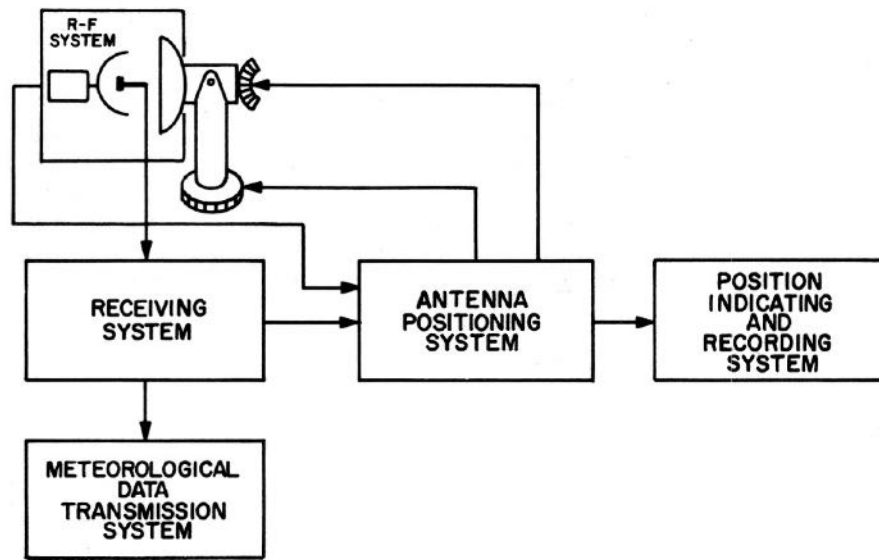 R-F
SYSTEM
RECEIVING
SYSTEM
ANTENNA
POSITIONING
SYSTEM
POSITION
INDICATING
AND
RECORDING
SYSTEM
METEOROLOGICAL
DATA
TRANSMISSION
SYSTEM